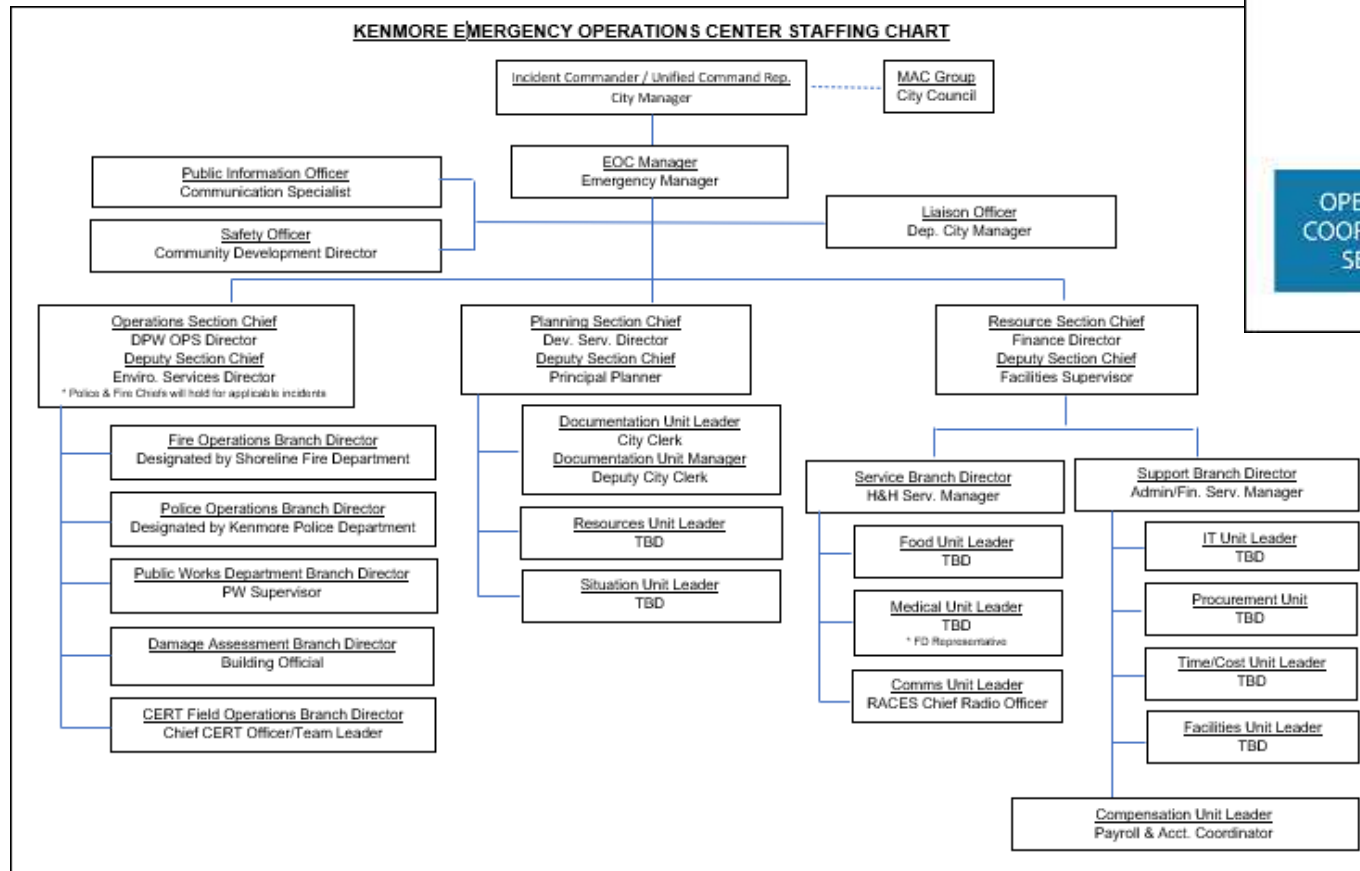 KENMORE EMERGENCY OPERATIONS CENTER STAFFING CHART
Incident Commander / Unified Command Rep.
City Manager
MAC Group
City Council
EOC Manager
Emergency Manager
Public Information Officer
Communication Specialist
Safety Officer
Community Development Director
Liaison Officer
Dep. City Manager
Operations Section Chief
DPW OPS Director
Deputy Section Chief
Enviro. Services Director
* Police & Fire Chiefs will hold for applicable incidents
Fire Operations Branch Director
Designated by Shoreline Fire Department
Police Operations Branch Director
Designated by Kenmore Police Department
Public Works Department Branch Director
PW Supervisor
Damage Assessment Branch Director
Building Official
CERT Field Operations Branch Director
Chief CERT Officer/Team Leader
Planning Section Chief
Dev. Serv. Director
Deputy Section Chief
Principal Planner
Documentation Unit Leader
City Clerk
Documentation Unit Manager
Deputy City Clerk
Resources Unit Leader
TBD
Situation Unit Leader
TBD
Resource Section Chief
Finance Director
Deputy Section Chief
Facilities Supervisor
Service Branch Director
H&H Serv. Manager
Food Unit Leader
TBD
Medical Unit Leader
TBD
* FD Representative
Comms Unit Leader
RACES Chief Radio Officer
Support Branch Director
Admin/Fin. Serv. Manager
IT Unit Leader
TBD
Procurement Unit
TBD
Time/Cost Unit Leader
TBD
Facilities Unit Leader
TBD
Compensation Unit Leader
Payroll & Acct. Coordinator
OPE
COOR
SE